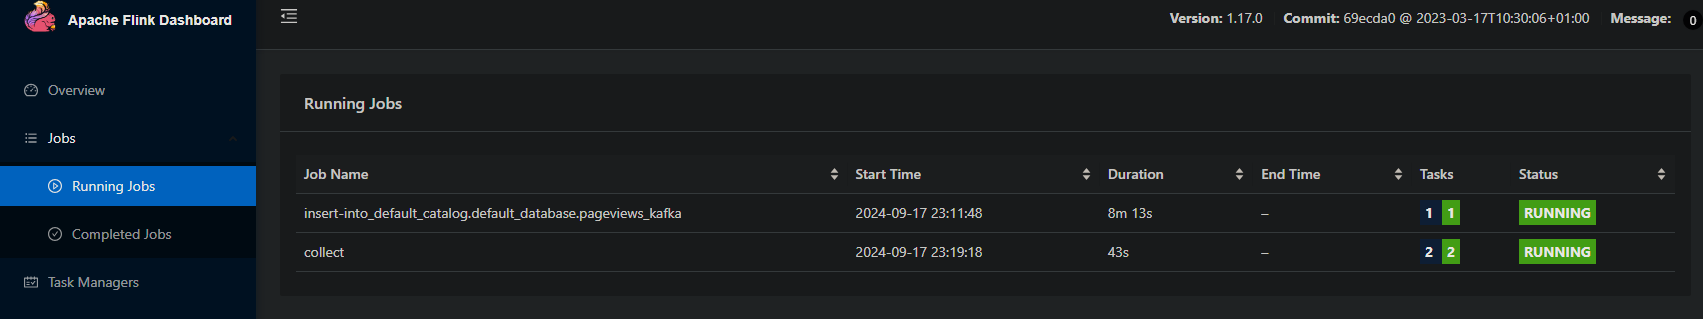 Apache Flink Dashboard
Version: 1.17.0 Commit: 69ecda0 @ 2023-03-17T10:30:06+01:00 Message: 0
Overview
Jobs
Running Jobs
Completed Jobs
Task Managers
Running Jobs
Job Name Start Time Duration End Time Tasks Status
insert-into_default_catalog.default_database.pageviews_kafka 2024-09-17 23:11:48 8m 13s – 1 1 RUNNING
collect 2024-09-17 23:19:18 43s – 2 2 RUNNING